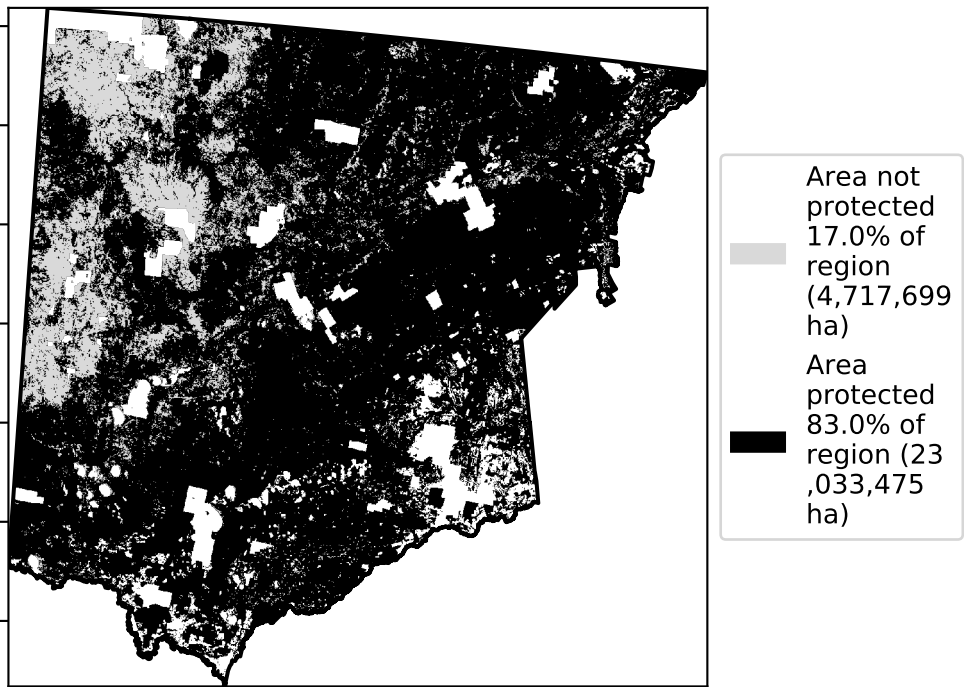 Area not
protected
17.0% of
region
(4,717,699
ha)
Area
protected
83.0% of
region (23
,033,475
ha)